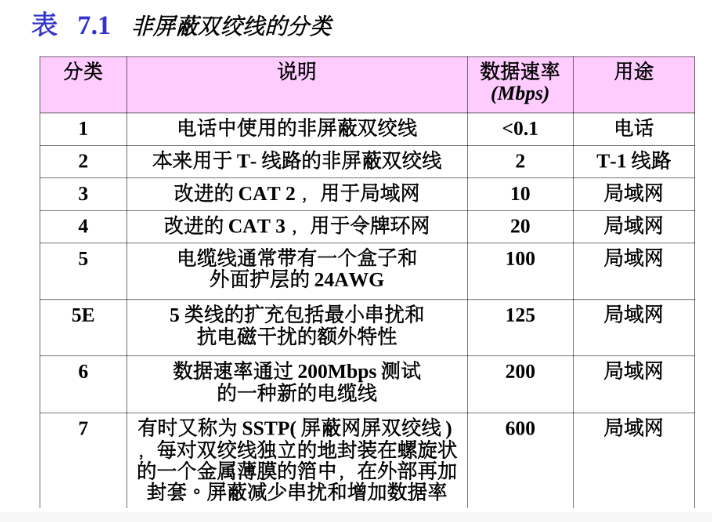 表 7.1 非屏蔽双绞线的分类
分类 说明 数据速率 (Mbps) 用途
1 电话中使用的非屏蔽双绞线 <0.1 电话
2 本来用于 T- 线路的非屏蔽双绞线 2 T-1 线路
3 改进的 CAT 2 ，用于局域网 10 局域网
4 改进的 CAT 3 ，用于令牌环网 20 局域网
5 电缆线通常带有一个盒子和 100 局域网
外面护层的 24AWG
5E 5 类线的扩充包括最小串扰和 125 局域网
抗电磁干扰的额外特性
6 数据速率通过 200Mbps 测试 200 局域网
的一种新的电缆线
7 有时又称为 SSTP( 屏蔽网屏双绞线 ) 600 局域网
，每对双绞线独立的地封装在螺旋状
的一个金属薄膜的箔中，在外部再加
封套。屏蔽减少串扰和增加数据率